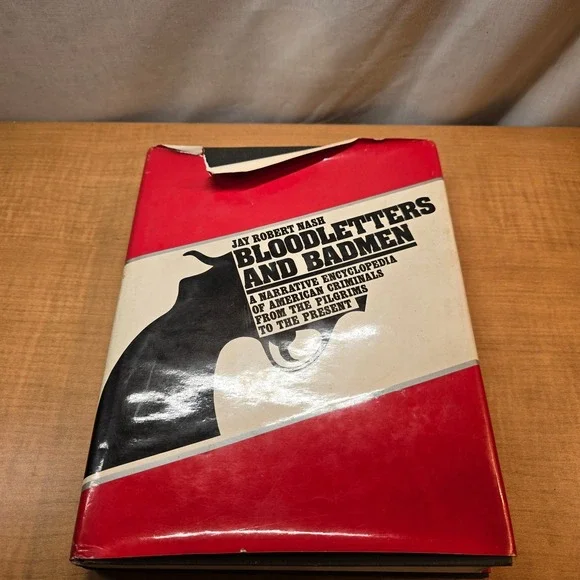 JAY ROBERT NASH
BLOODLETTERS
AND BADMEN
A NARRATIVE ENCYCLOPEDIA
OF AMERICAN CRIMINALS
FROM THE PILGRIMS
TO THE PRESENT